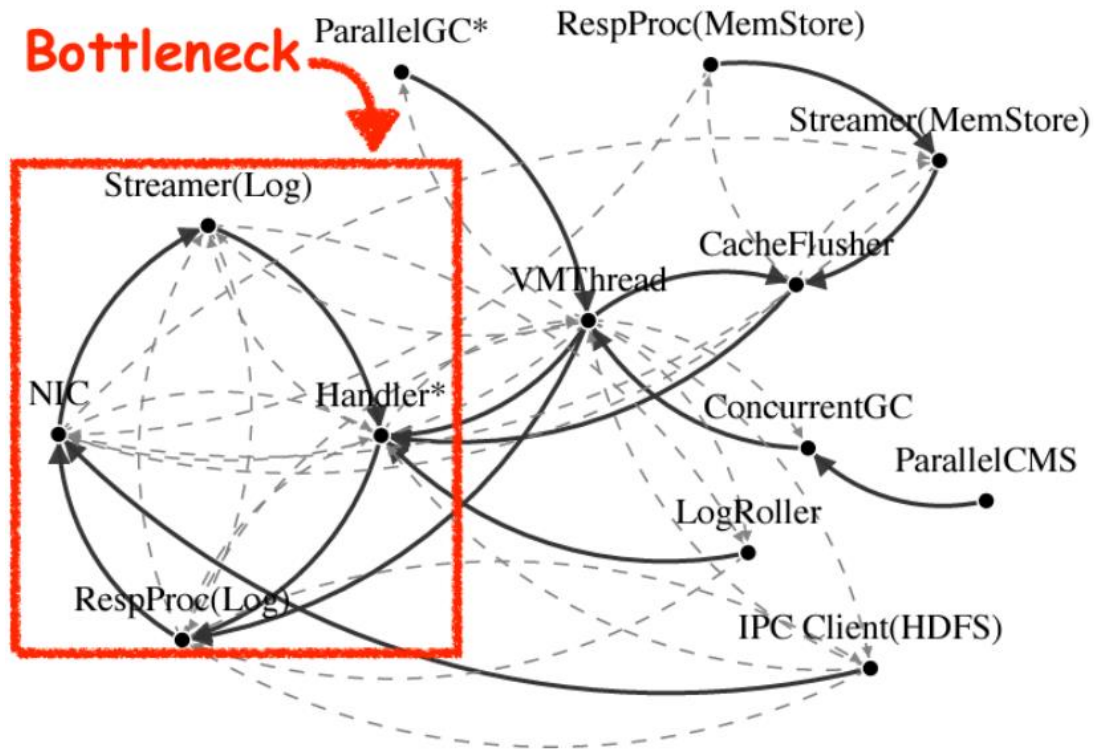 Bottleneck
ParallelGC*
RespProc(MemStore)
Streamer(MemStore)
Streamer(Log)
CacheFlusher
VMThread
NIC
Handler*
ConcurrentGC
ParallelCMS
LogRoller
RespProc(Log)
IPC Client(HDFS)